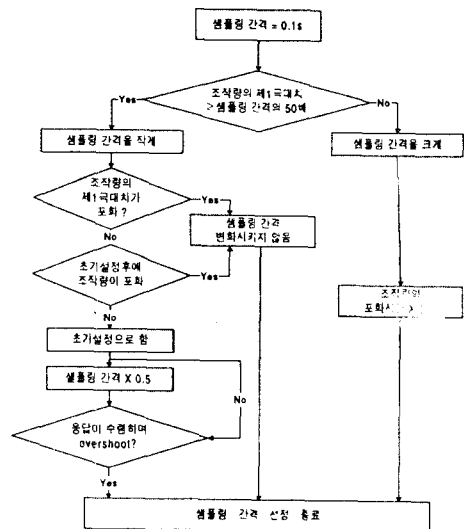 샘플링 간격 = 0.1s
조작량의 제1극대치
≥샘플링 간격의 50배
Yes
No
샘플링 간격을 작게
샘플링 간격을 크게
조작량의
제1극대치가
포화 ?
Yes
No
샘플링 간격
변화시키지 않음
초기설정후에
조작량이 포화
Yes
No
조작량의
초기설정으로 함
샘플링 간격 X 0.5
No
응답이 수렴하며
overshoot?
Yes
샘플링 간격 선정 종료